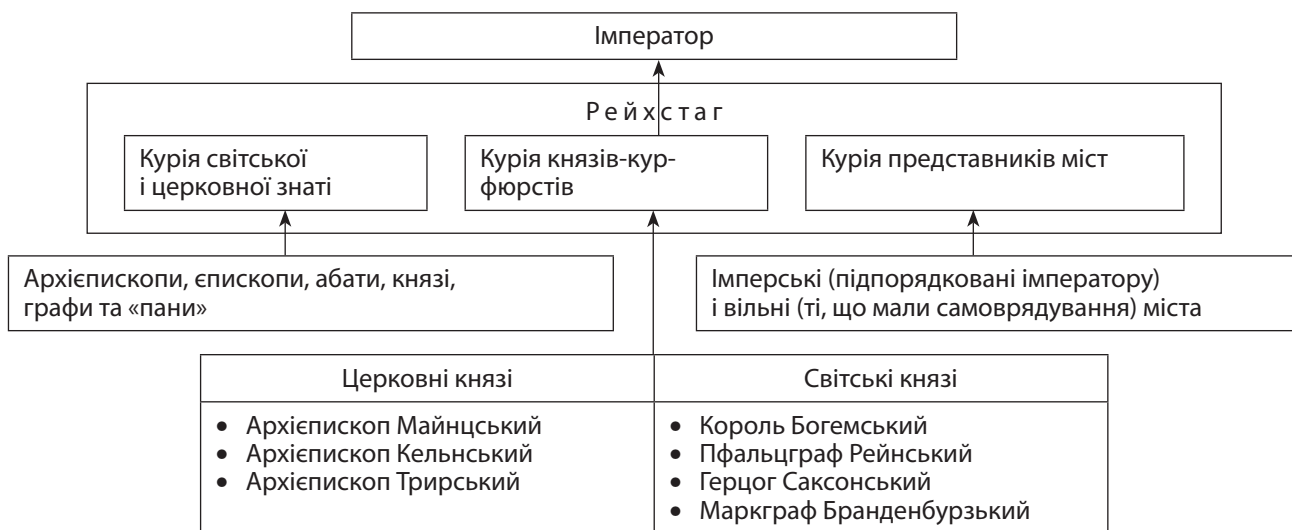 Імператор
Рейхстаг
Курія світської
і церковної знаті
Курія князів-кур-
фюрстів
Курія представників міст
Архієпископи, єпископи, абати, князі,
графи та «пани»
Імперські (підпорядковані імператору)
і вільні (ті, що мали самоврядування) міста
Церковні князі
Світські князі
• Архієпископ Майнцський
• Архієпископ Кельнський
• Архієпископ Трирський
• Король Богемський
• Пфальцграф Рейнський
• Герцог Саксонський
• Маркграф Бранденбурзький